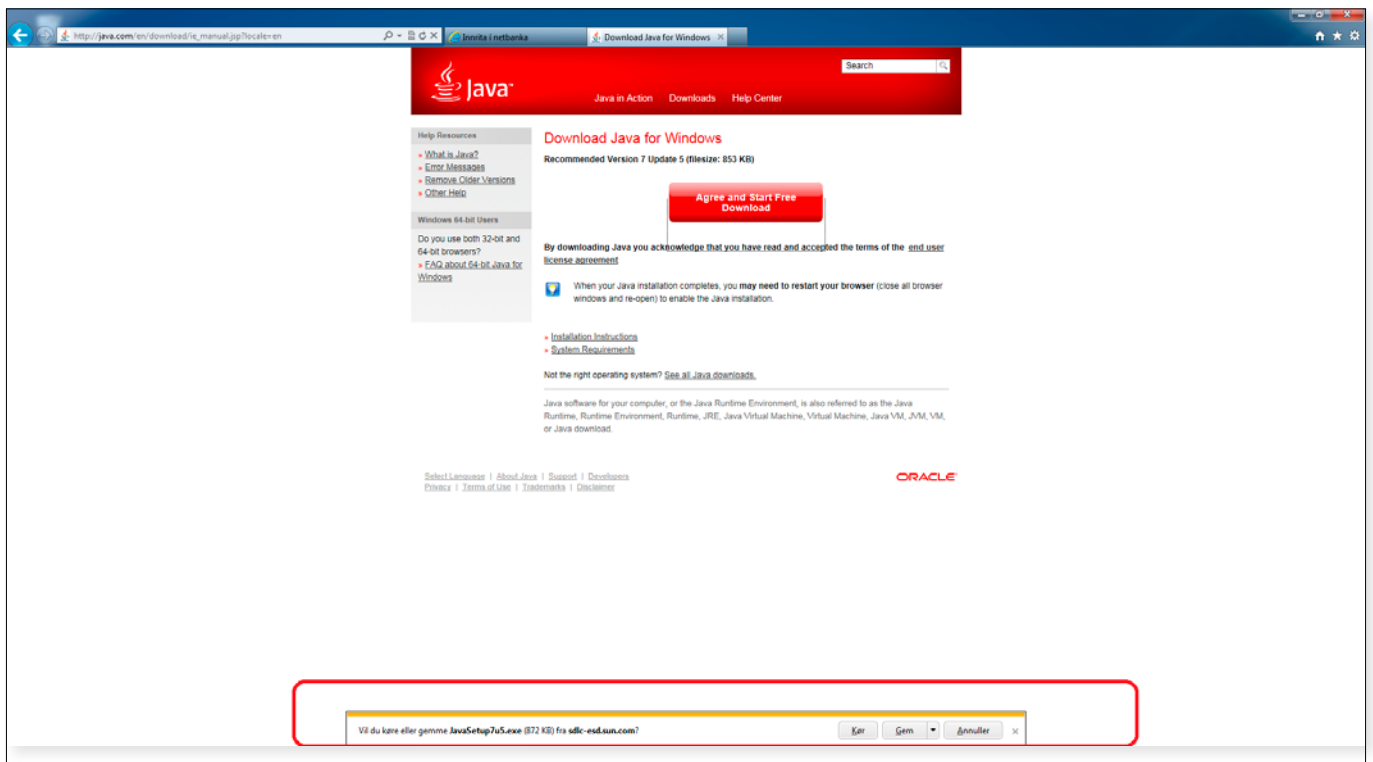 http://java.com/en/download/ie_manual.jsp?locale=en
Innrita í netbanka
Download Java for Windows
Java
Search
Java in Action Downloads Help Center
Help Resources
» What is Java?
» Error Messages
» Remove Older Versions
» Other Help
Windows 64-bit Users
Do you use both 32-bit and
64-bit browsers?
» FAQ about 64-bit Java for
Windows
Download Java for Windows
Recommended Version 7 Update 5 (filesize: 853 KB)
Agree and Start Free
Download
By downloading Java you acknowledge that you have read and accepted the terms of the end user
license agreement
When your Java installation completes, you may need to restart your browser (close all browser
windows and re-open) to enable the Java installation.
» Installation Instructions
» System Requirements
Not the right operating system? See all Java downloads.
Java software for your computer, or the Java Runtime Environment, is also referred to as the Java
Runtime, Runtime Environment, Runtime, JRE, Java Virtual Machine, Virtual Machine, Java VM, JVM, VM,
or Java download.
Select Language | About Java | Support | Developers
Privacy | Terms of Use | Trademarks | Disclaimer
ORACLE
Vil du køre eller gemme JavaSetup7u5.exe (872 KB) fra sdlc-esd.sun.com?
Kør Gem Annuller